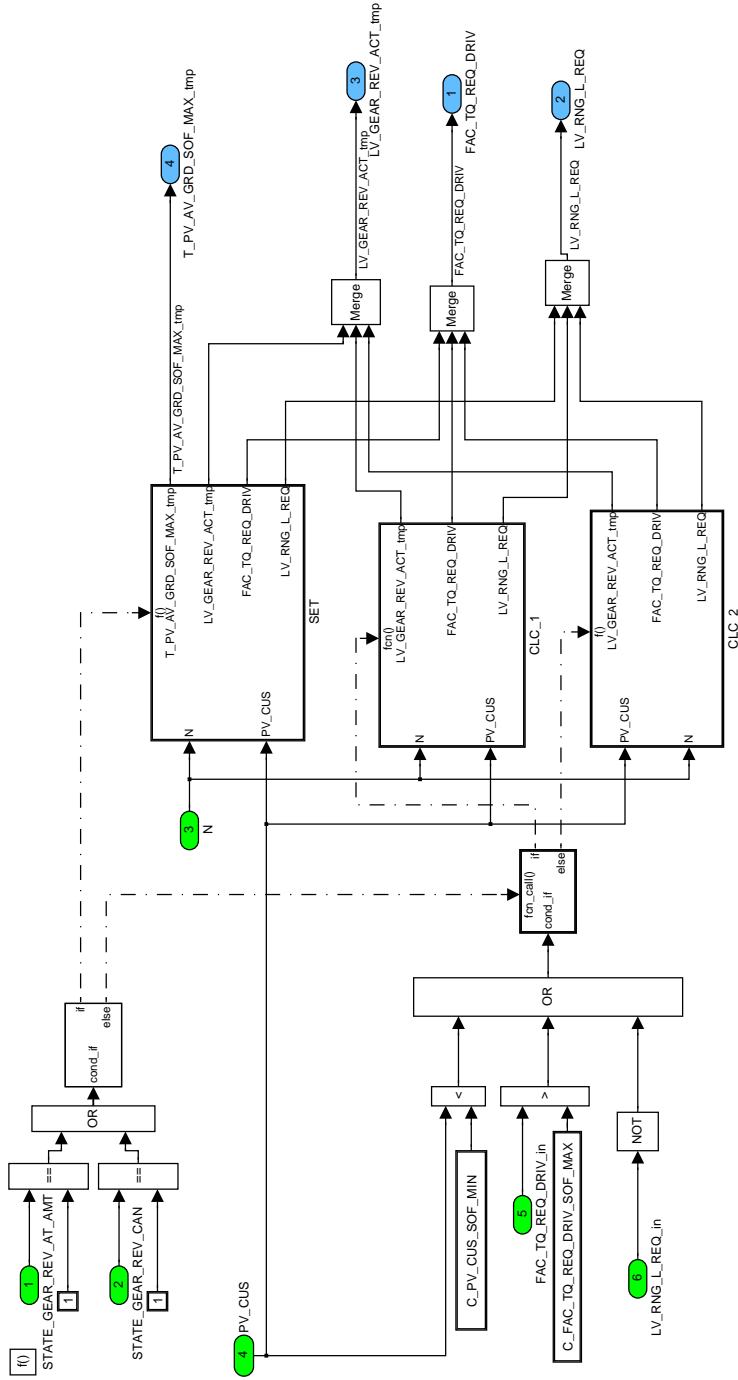 f()
1
STATE_GEAR_REV_AT_AMT
1
==
2
STATE_GEAR_REV_CAN
1
==
OR
cond_if
if
else
4
PV_CUS
C_PV_CUS_SOF_MIN
<
5
FAC_TQ_REQ_DRIV_in
C_FAC_TQ_REQ_DRIV_SOF_MAX
>
6
LV_RNG_L_REQ_in
NOT
OR
fcn_call()
cond_if
if
else
3
N
N
PV_CUS
f()
T_PV_AV_GRD_SOF_MAX_tmp
LV_GEAR_REV_ACT_tmp
FAC_TQ_REQ_DRIV
LV_RNG_L_REQ
SET
N
PV_CUS
fcn()
LV_GEAR_REV_ACT_tmp
FAC_TQ_REQ_DRIV
LV_RNG_L_REQ
CLC_1
PV_CUS
N
f()
LV_GEAR_REV_ACT_tmp
FAC_TQ_REQ_DRIV
LV_RNG_L_REQ
CLC_2
T_PV_AV_GRD_SOF_MAX_tmp
4
T_PV_AV_GRD_SOF_MAX_tmp
Merge
LV_GEAR_REV_ACT_tmp
3
LV_GEAR_REV_ACT_tmp
Merge
FAC_TQ_REQ_DRIV
1
FAC_TQ_REQ_DRIV
Merge
LV_RNG_L_REQ
2
LV_RNG_L_REQ